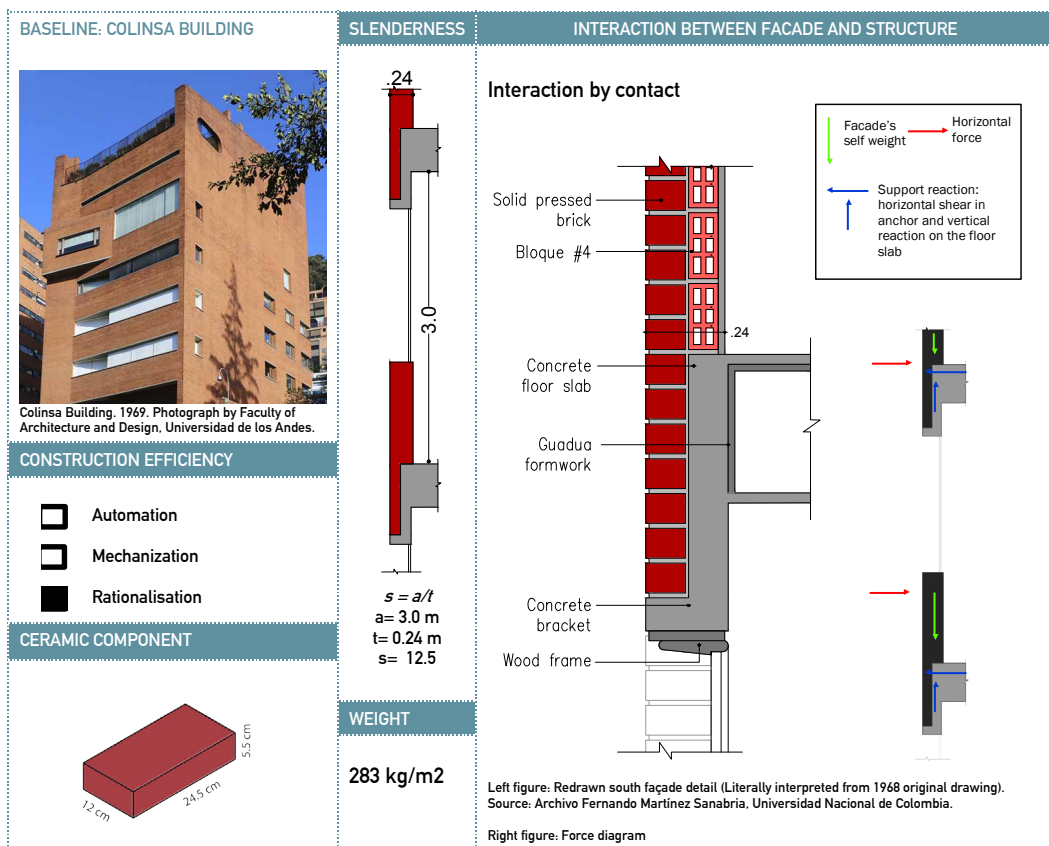 BASELINE: COLINSA BUILDING
Colinsa Building. 1969. Photograph by Faculty of
Architecture and Design, Universidad de los Andes.
CONSTRUCTION EFFICIENCY
Automation
Mechanization
Rationalisation
CERAMIC COMPONENT
12 cm
24.5 cm
5.5 cm
SLENDERNESS
.24
3.0
s = a/t
a= 3.0 m
t= 0.24 m
s= 12.5
WEIGHT
283 kg/m2
INTERACTION BETWEEN FACADE AND STRUCTURE
Interaction by contact
Solid pressed
brick
Bloque #4
.24
Concrete
floor slab
Guadua
formwork
Concrete
bracket
Wood frame
Facade's
self weight
Horizontal
force
Support reaction:
horizontal shear in
anchor and vertical
reaction on the floor
slab
Left figure: Redrawn south façade detail (Literally interpreted from 1968 original drawing).
Source: Archivo Fernando Martínez Sanabria, Universidad Nacional de Colombia.
Right figure: Force diagram